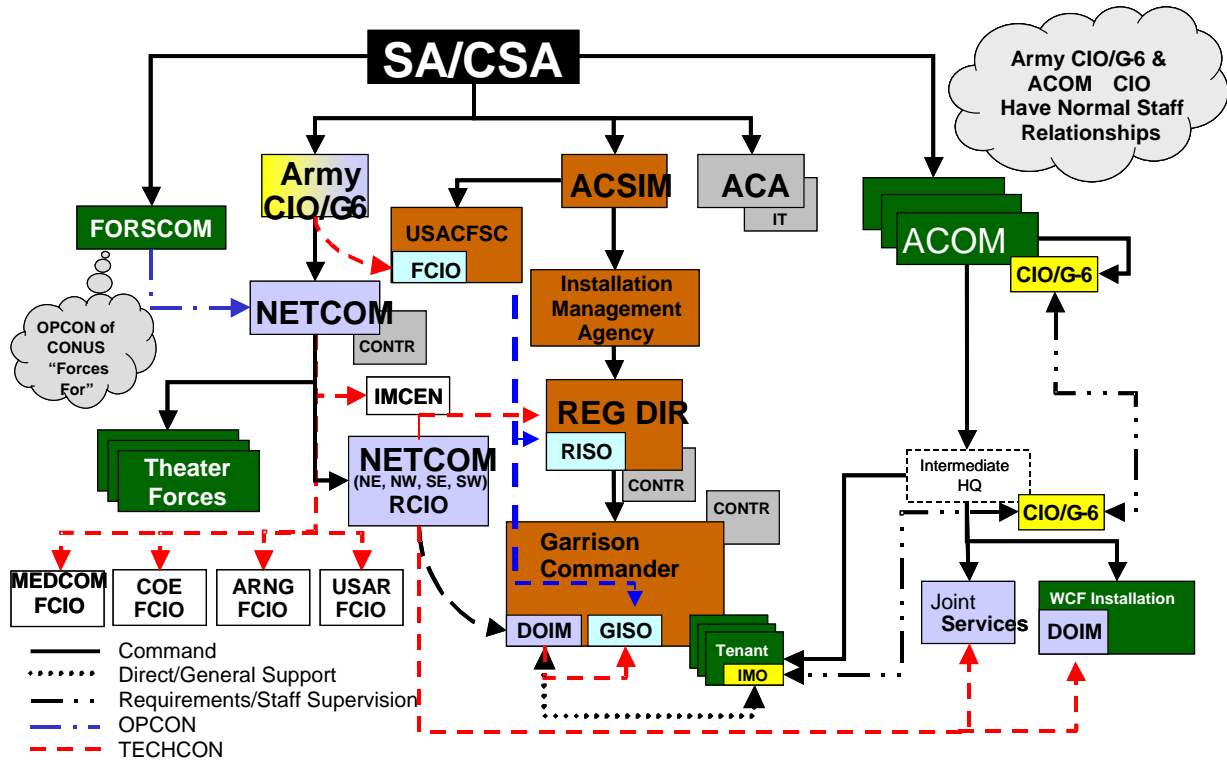 SA/CSA
Army CIO/G-6 &
ACOM CIO
Have Normal Staff
Relationships
Army
CIO/G-6
ACSIM
ACA
IT
FORSCOM
USACFSC
FCIO
ACOM
CIO/G-6
OPCON of
CONUS
“Forces
For”
NETCOM
CONTR
Installation
Management
Agency
IMCEN
REG DIR
RISO
CONTR
Theater
Forces
NETCOM
(NE, NW, SE, SW)
RCIO
Intermediate
HQ
CIO/G-6
CONTR
Garrison
Commander
DOIM
GISO
Tenant
IMO
Joint
Services
WCF Installation
DOIM
MEDCOM
FCIO
COE
FCIO
ARNG
FCIO
USAR
FCIO
Command
Direct/General Support
Requirements/Staff Supervision
OPCON
TECHCON